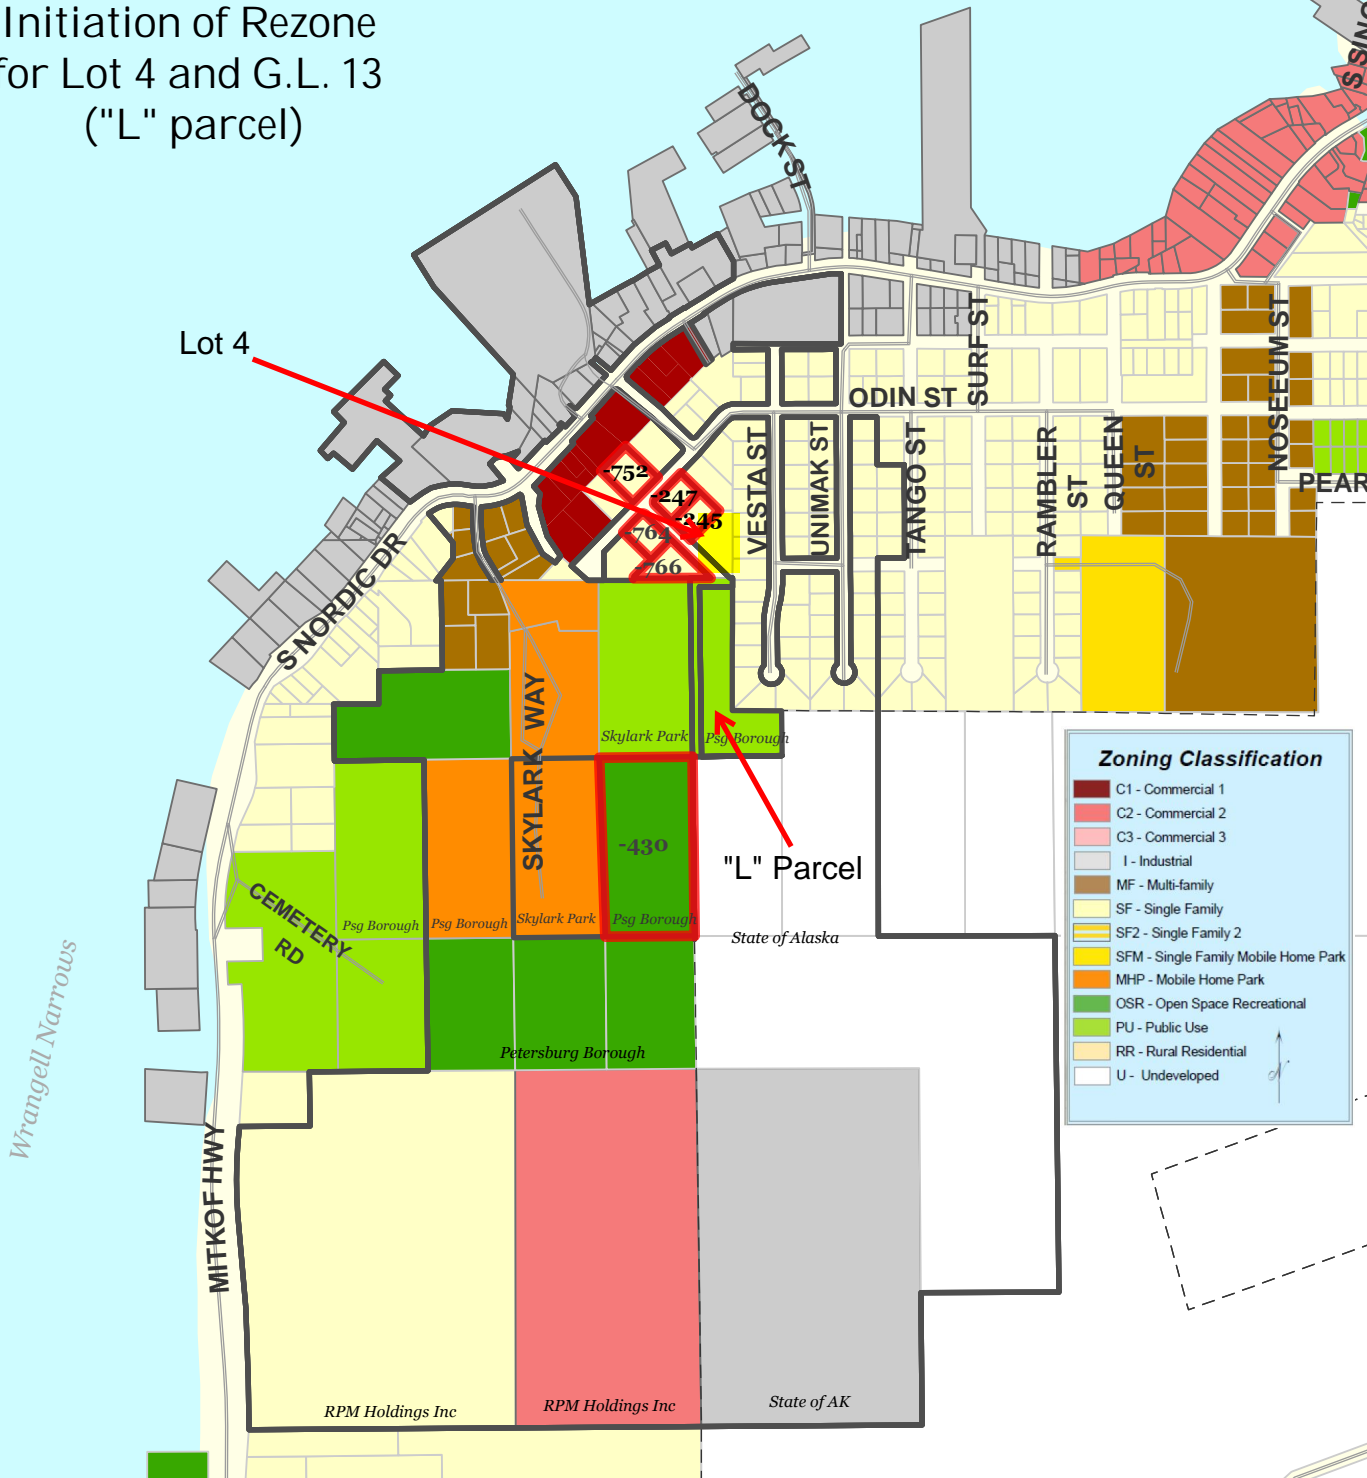 Initiation of Rezone
for Lot 4 and G.L. 13
("L" parcel)
S SING
DOCK ST
Lot 4
SURF ST
NOSEEUM ST
ODIN ST
VESTA ST
UNIMAK ST
TANGO ST
RAMBLER
ST
QUEEN
ST
PEAR
-752
-247
-345
-764
-766
S NORDIC DR
SKYLARK WAY
Skylark Park
Psg Borough
"L" Parcel
-430
CEMETERY
RD
Psg Borough
Psg Borough
Skylark Park
Psg Borough
State of Alaska
Petersburg Borough
Wrangell Narrows
MITKOF HWY
RPM Holdings Inc
RPM Holdings Inc
State of AK
Zoning Classification
C1 - Commercial 1
C2 - Commercial 2
C3 - Commercial 3
I - Industrial
MF - Multi-family
SF - Single Family
SF2 - Single Family 2
SFM - Single Family Mobile Home Park
MHP - Mobile Home Park
OSR - Open Space Recreational
PU - Public Use
RR - Rural Residential
U - Undeveloped
N